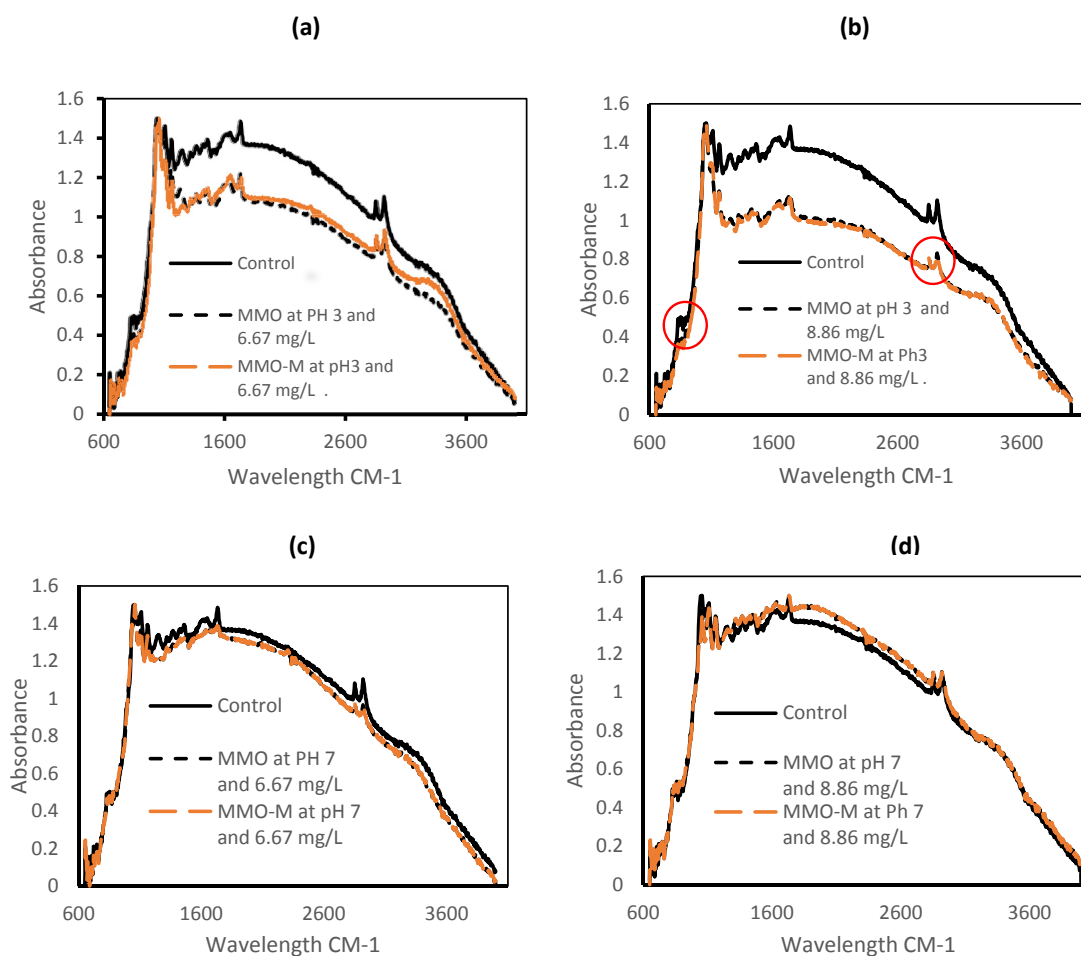 (a)
1.6
1.4
1.2
1
0.8
0.6
0.4
0.2
0
Absorbance
Control
MMO at PH 3 and
6.67 mg/L
MMO-M at pH3 and
6.67 mg/L .
600 1600 2600 3600
Wavelength CM-1
(b)
1.6
1.4
1.2
1
0.8
0.6
0.4
0.2
0
Absorbance
Control
MMO at pH 3 and
8.86 mg/L
MMO-M at Ph3
and 8.86 mg/L .
600 1600 2600 3600
Wavelength CM-1
(c)
1.6
1.4
1.2
1
0.8
0.6
0.4
0.2
0
Absorbance
Control
MMO at PH 7
and 6.67 mg/L
MMO-M at pH 7
and 6.67 mg/L
600 1600 2600 3600
Wavelength CM-1
(d)
1.6
1.4
1.2
1
0.8
0.6
0.4
0.2
0
Absorbance
Control
MMO at pH 7
and 8.86 mg/L
MMO-M at Ph 7
and 8.86 mg/L
600 1600 2600 3600
Wavelength CM-1